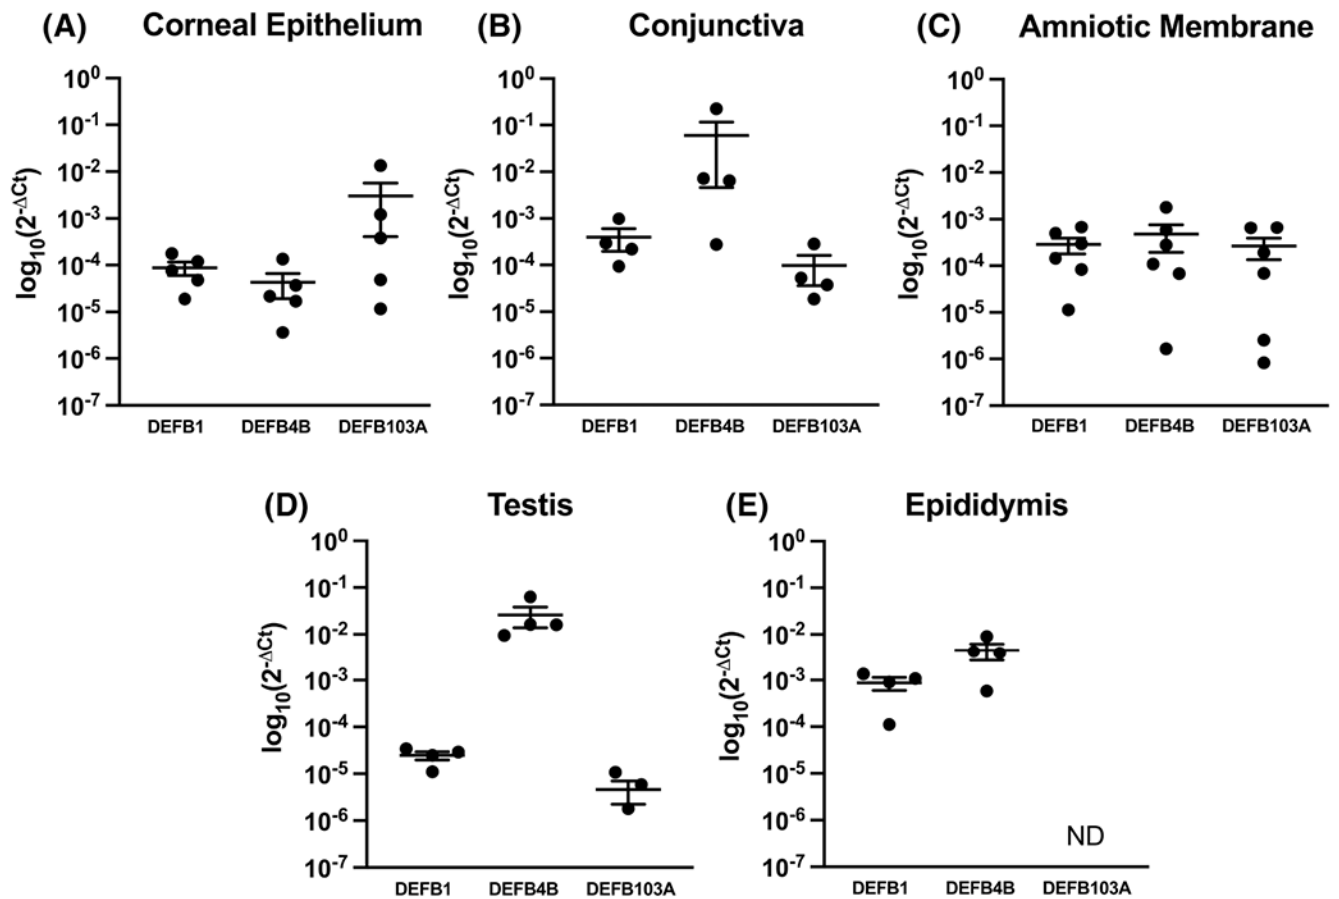 (A) Corneal Epithelium
log10(2-ΔCt)
10^0
10^-1
10^-2
10^-3
10^-4
10^-5
10^-6
10^-7
DEFB1 DEFB4B DEFB103A
(B) Conjunctiva
log10(2-ΔCt)
10^0
10^-1
10^-2
10^-3
10^-4
10^-5
10^-6
10^-7
DEFB1 DEFB4B DEFB103A
(C) Amniotic Membrane
log10(2-ΔCt)
10^0
10^-1
10^-2
10^-3
10^-4
10^-5
10^-6
10^-7
DEFB1 DEFB4B DEFB103A
(D) Testis
log10(2-ΔCt)
10^0
10^-1
10^-2
10^-3
10^-4
10^-5
10^-6
10^-7
DEFB1 DEFB4B DEFB103A
(E) Epididymis
log10(2-ΔCt)
10^0
10^-1
10^-2
10^-3
10^-4
10^-5
10^-6
10^-7
ND
DEFB1 DEFB4B DEFB103A